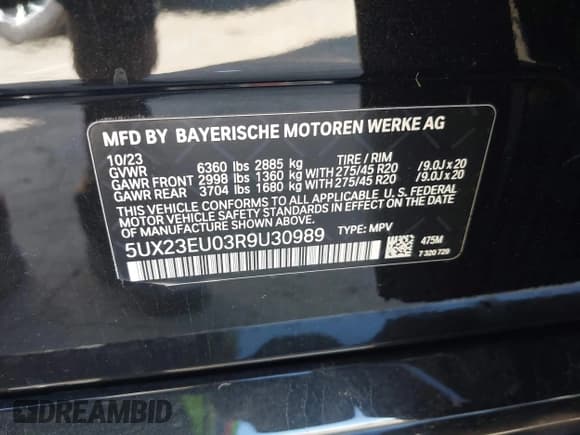 MFD BY BAYERISCHE MOTOREN WERKE AG
10/23 TIRE / RIM
GVWR 6360 lbs 2885 kg
GAWR FRONT 2998 lbs 1360 kg WITH 275/45 R20 /9.0J x 20
GAWR REAR 3704 lbs 1680 kg WITH 275/45 R20 /9.0J x 20
THIS VEHICLE CONFORMS TO ALL APPLICABLE U. S. FEDERAL
MOTOR VEHICLE SAFETY STANDARDS IN EFFECT ON THE DATE
OF MANUFACTURE SHOWN ABOVE.
5UX23EU03R9U30989 TYPE: MPV
475M
7 320 729
DREAMBID